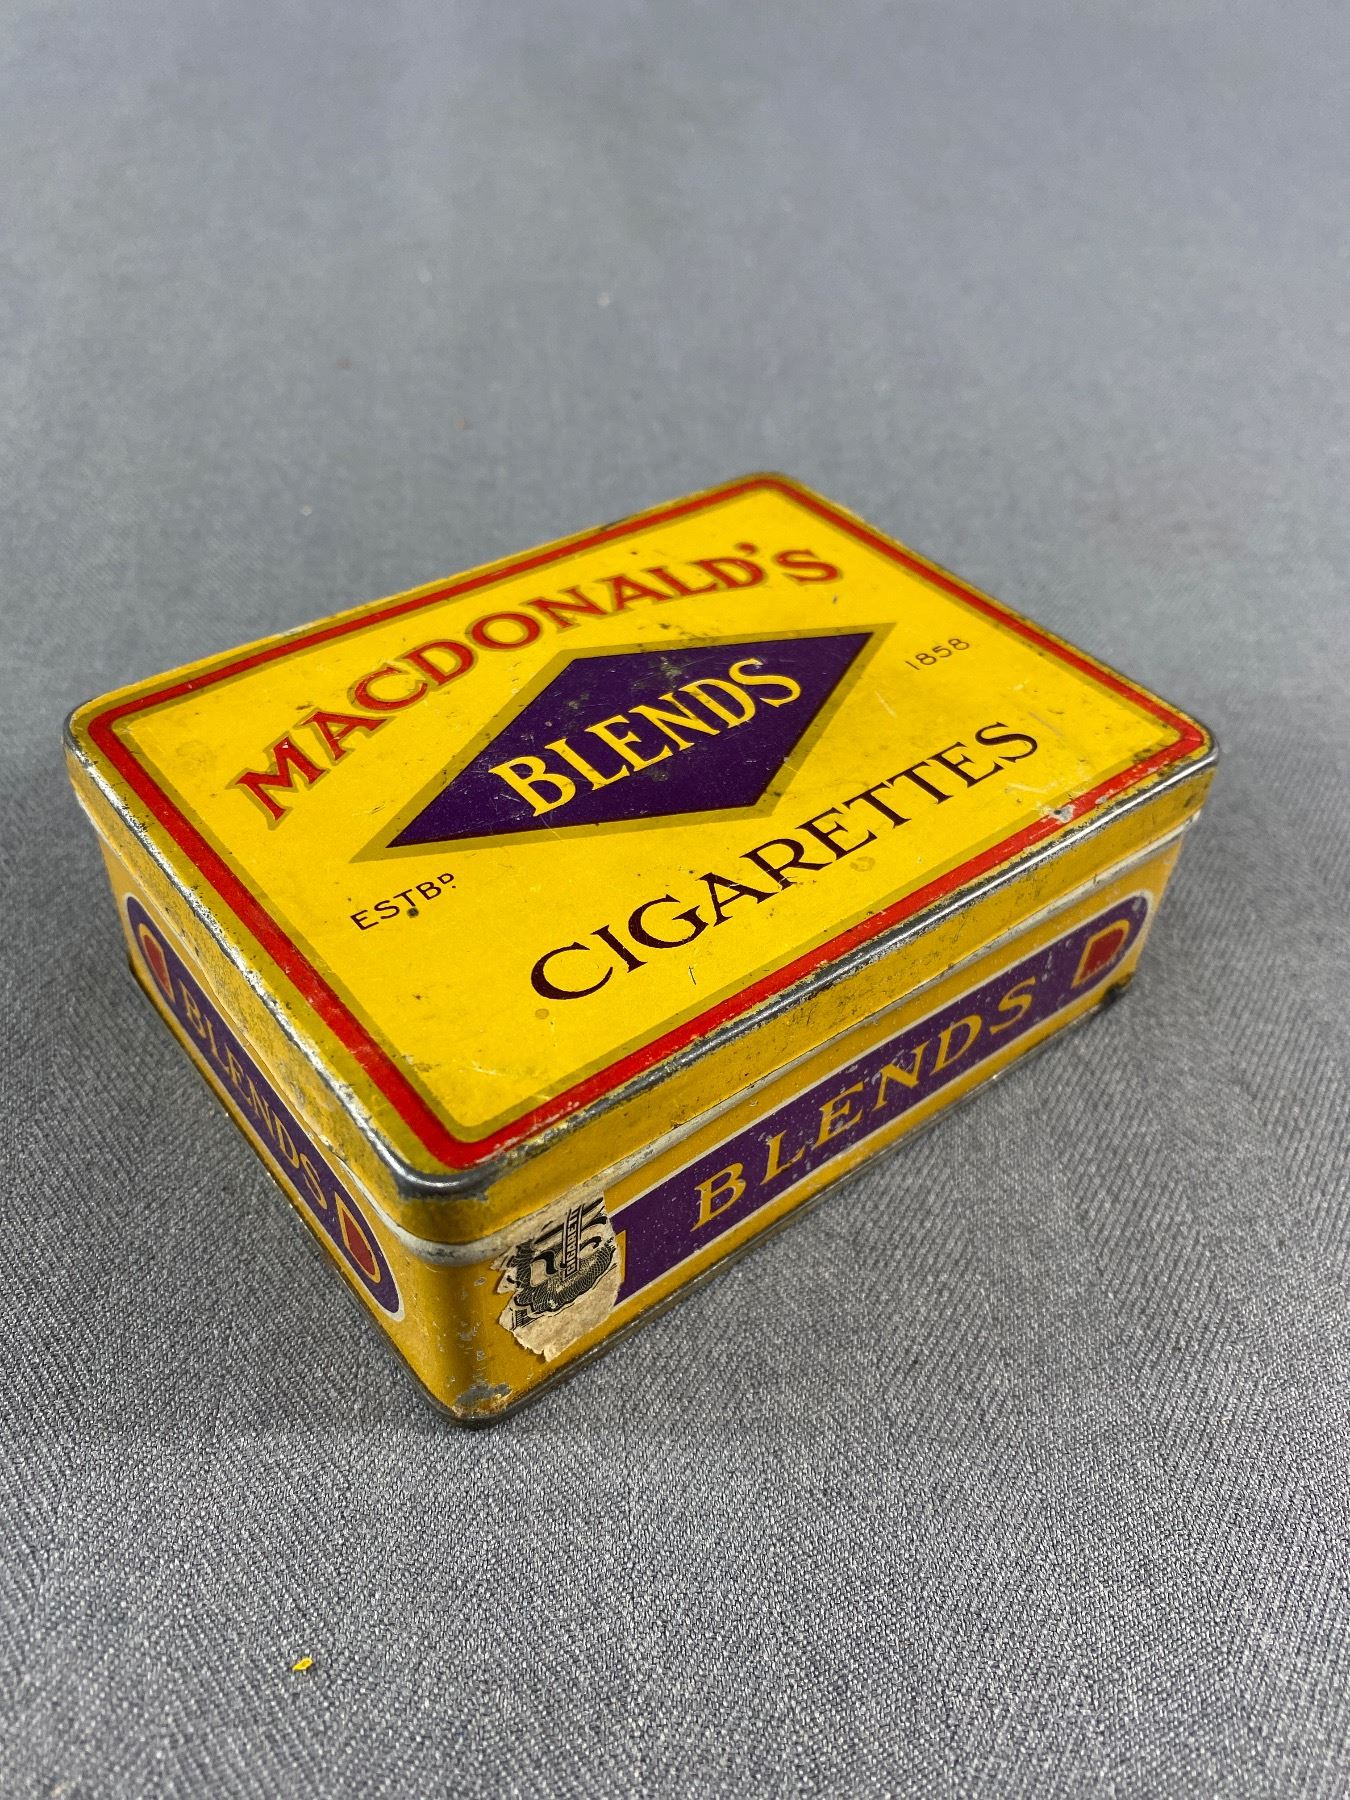 MACDONALD'S
BLENDS
ESTBD. 1858
CIGARETTES
BLENDS
BLENDS